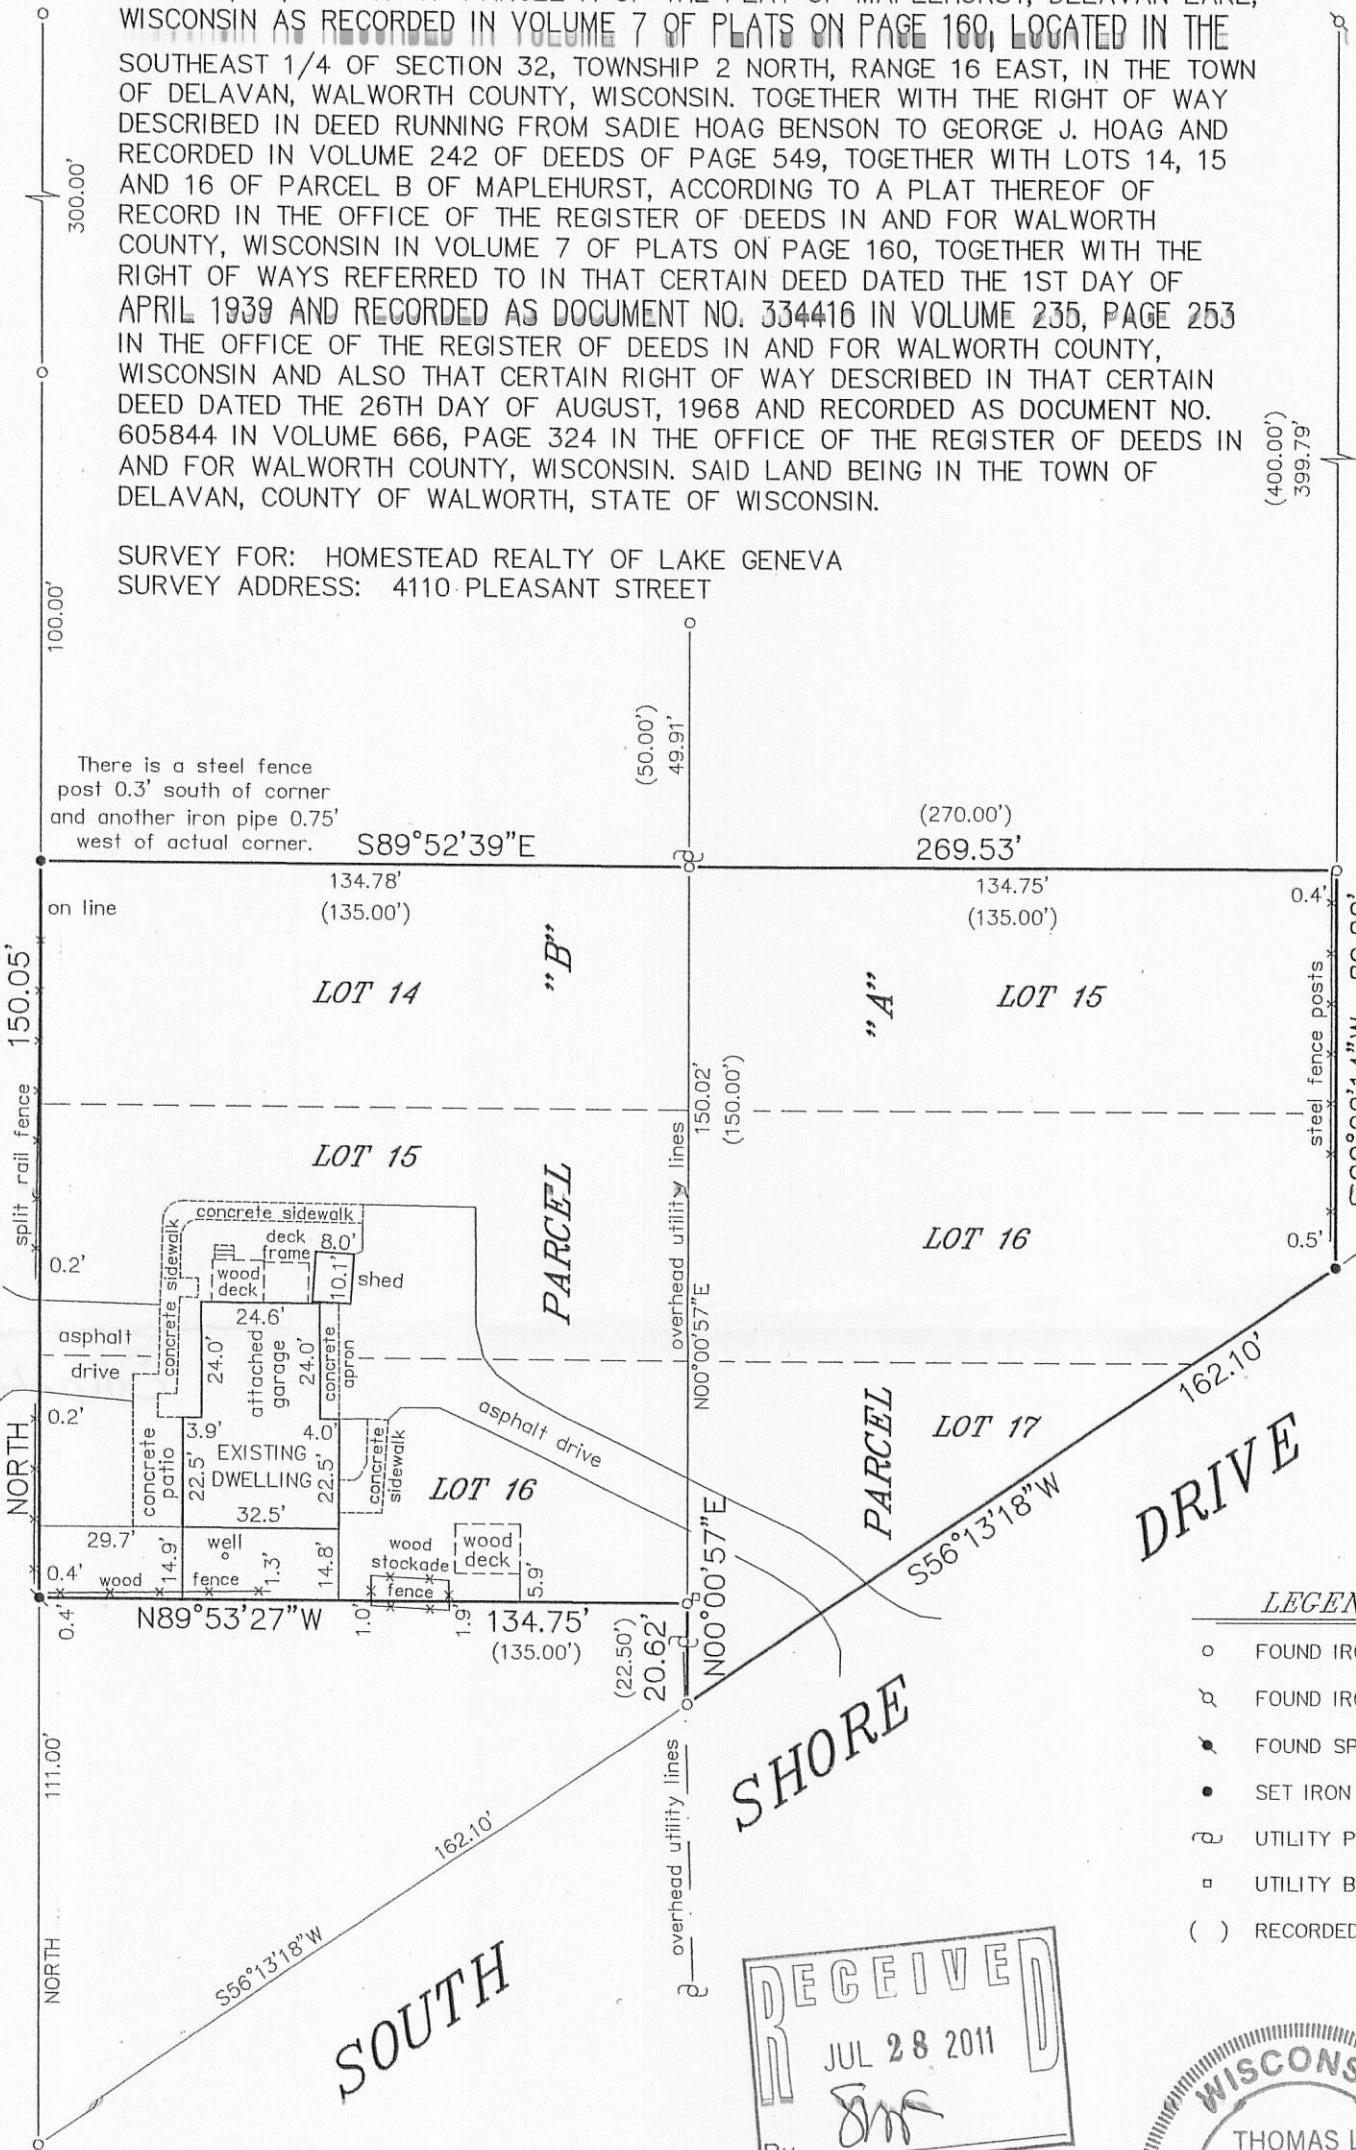 WISCONSIN AS RECORDED IN VOLUME 7 OF PLATS ON PAGE 160, LOCATED IN THE
SOUTHEAST 1/4 OF SECTION 32, TOWNSHIP 2 NORTH, RANGE 16 EAST, IN THE TOWN
OF DELAVAN, WALWORTH COUNTY, WISCONSIN. TOGETHER WITH THE RIGHT OF WAY
DESCRIBED IN DEED RUNNING FROM SADIE HOAG BENSON TO GEORGE J. HOAG AND
RECORDED IN VOLUME 242 OF DEEDS OF PAGE 549, TOGETHER WITH LOTS 14, 15
AND 16 OF PARCEL B OF MAPLEHURST, ACCORDING TO A PLAT THEREOF OF
RECORD IN THE OFFICE OF THE REGISTER OF DEEDS IN AND FOR WALWORTH
COUNTY, WISCONSIN IN VOLUME 7 OF PLATS ON PAGE 160, TOGETHER WITH THE
RIGHT OF WAYS REFERRED TO IN THAT CERTAIN DEED DATED THE 1ST DAY OF
APRIL 1939 AND RECORDED AS DOCUMENT NO. 334416 IN VOLUME 235, PAGE 253
IN THE OFFICE OF THE REGISTER OF DEEDS IN AND FOR WALWORTH COUNTY,
WISCONSIN AND ALSO THAT CERTAIN RIGHT OF WAY DESCRIBED IN THAT CERTAIN
DEED DATED THE 26TH DAY OF AUGUST, 1968 AND RECORDED AS DOCUMENT NO.
605844 IN VOLUME 666, PAGE 324 IN THE OFFICE OF THE REGISTER OF DEEDS IN
AND FOR WALWORTH COUNTY, WISCONSIN. SAID LAND BEING IN THE TOWN OF
DELAVAN, COUNTY OF WALWORTH, STATE OF WISCONSIN.
SURVEY FOR: HOMESTEAD REALTY OF LAKE GENEVA
SURVEY ADDRESS: 4110 PLEASANT STREET
300.00'
100.00'
(400.00')
399.79'
(50.00')
49.91'
There is a steel fence
post 0.3' south of corner
and another iron pipe 0.75'
west of actual corner.
S89°52'39"E
(270.00')
269.53'
134.78'
(135.00')
134.75'
(135.00')
0.4'
on line
150.05'
LOT 14
"B"
"A"
LOT 15
steel fence posts
split rail fence
150.02'
(150.00')
LOT 15
PARCEL
overhead utility lines
N00°00'57"E
LOT 16
0.5'
concrete sidewalk
deck
frame
8.0'
10.1'
shed
wood
deck
concrete sidewalk
0.2'
asphalt
drive
24.6'
24.0'
attached
garage
24.0'
concrete
apron
0.2'
NORTH
3.9'
4.0'
EXISTING
DWELLING
22.5'
22.5'
32.5'
concrete
patio
concrete
sidewalk
asphalt drive
LOT 16
PARCEL
LOT 17
162.10'
S56°13'18"W
DRIVE
29.7'
14.9'
well
1.3'
14.8'
wood
stockade
fence
wood
deck
5.9'
0.4'
wood
fence
0.4'
N89°53'27"W
1.0'
1.9'
134.75'
(135.00')
(22.50')
20.62'
N00°00'57"E
111.00'
NORTH
162.10'
S56°13'18"W
overhead utility lines
SHORE
SOUTH
FOUND
FOUND
FOUND
SET IRON
UTILITY
UTILITY
( ) RECORDED
RECEIVED
JUL 28 2011
THOMAS